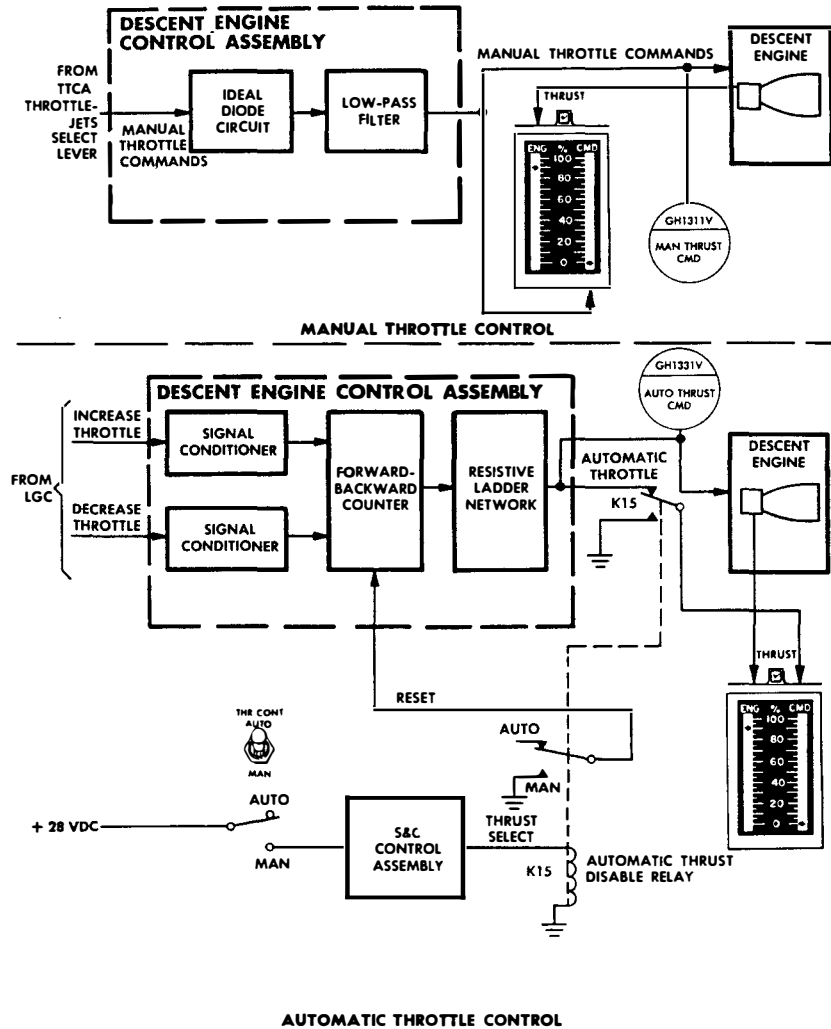 DESCENT ENGINE
CONTROL ASSEMBLY
FROM
TTCA
THROTTLE-
JETS
SELECT
LEVER
MANUAL
THROTTLE
COMMANDS
IDEAL
DIODE
CIRCUIT
LOW-PASS
FILTER
MANUAL THROTTLE COMMANDS
DESCENT
ENGINE
THRUST
ENG % CMD
100
80
60
40
20
0
GH1311V
MAN THRUST
CMD
MANUAL THROTTLE CONTROL
GH1331V
AUTO THRUST
CMD
DESCENT ENGINE CONTROL ASSEMBLY
FROM
LGC
INCREASE
THROTTLE
DECREASE
THROTTLE
SIGNAL
CONDITIONER
SIGNAL
CONDITIONER
FORWARD-
BACKWARD
COUNTER
RESISTIVE
LADDER
NETWORK
AUTOMATIC
THROTTLE
K15
DESCENT
ENGINE
THRUST
ENG % CMD
100
80
60
40
20
0
RESET
AUTO
MAN
THR CONT
AUTO
MAN
+ 28 VDC
AUTO
MAN
S&C
CONTROL
ASSEMBLY
THRUST
SELECT
K15
AUTOMATIC THRUST
DISABLE RELAY
AUTOMATIC THROTTLE CONTROL